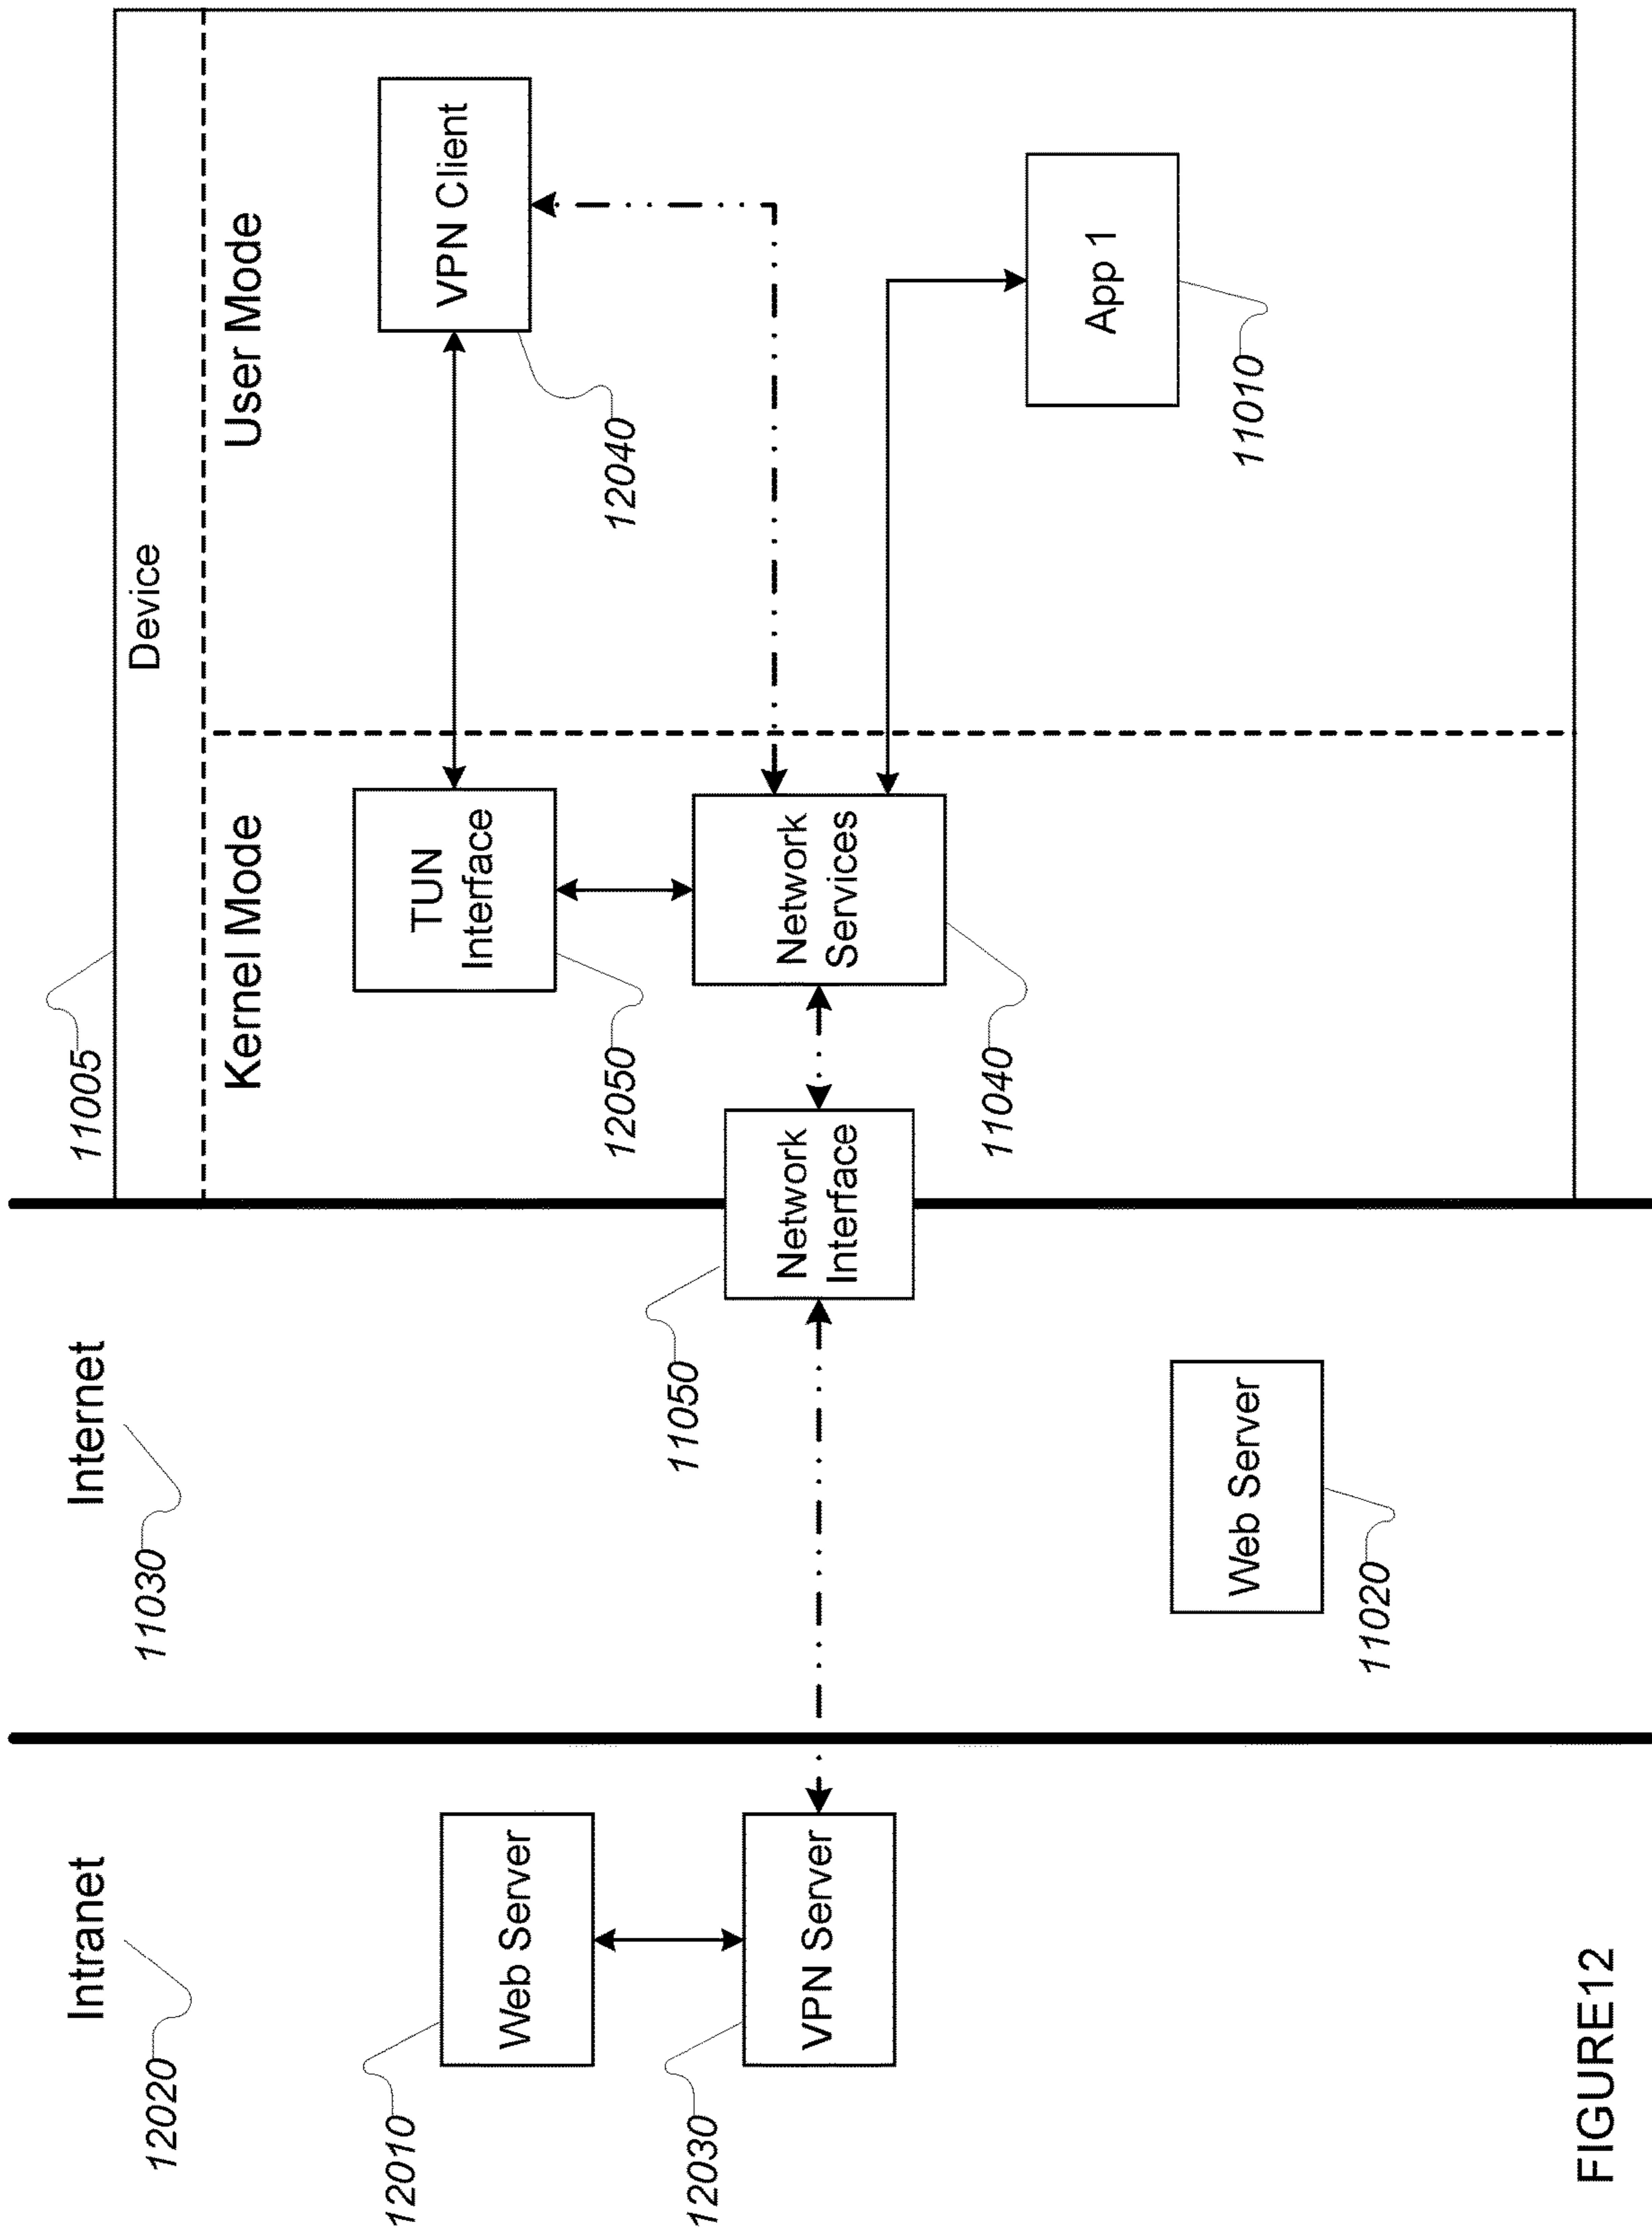 Intranet
12020
Internet
11030
11005
Device
Kernel Mode
User Mode
12010
Web Server
12030
VPN Server
11050
Network
Interface
TUN
Interface
12050
Network
Services
11040
VPN Client
12040
App 1
11010
Web Server
11020
FIGURE12